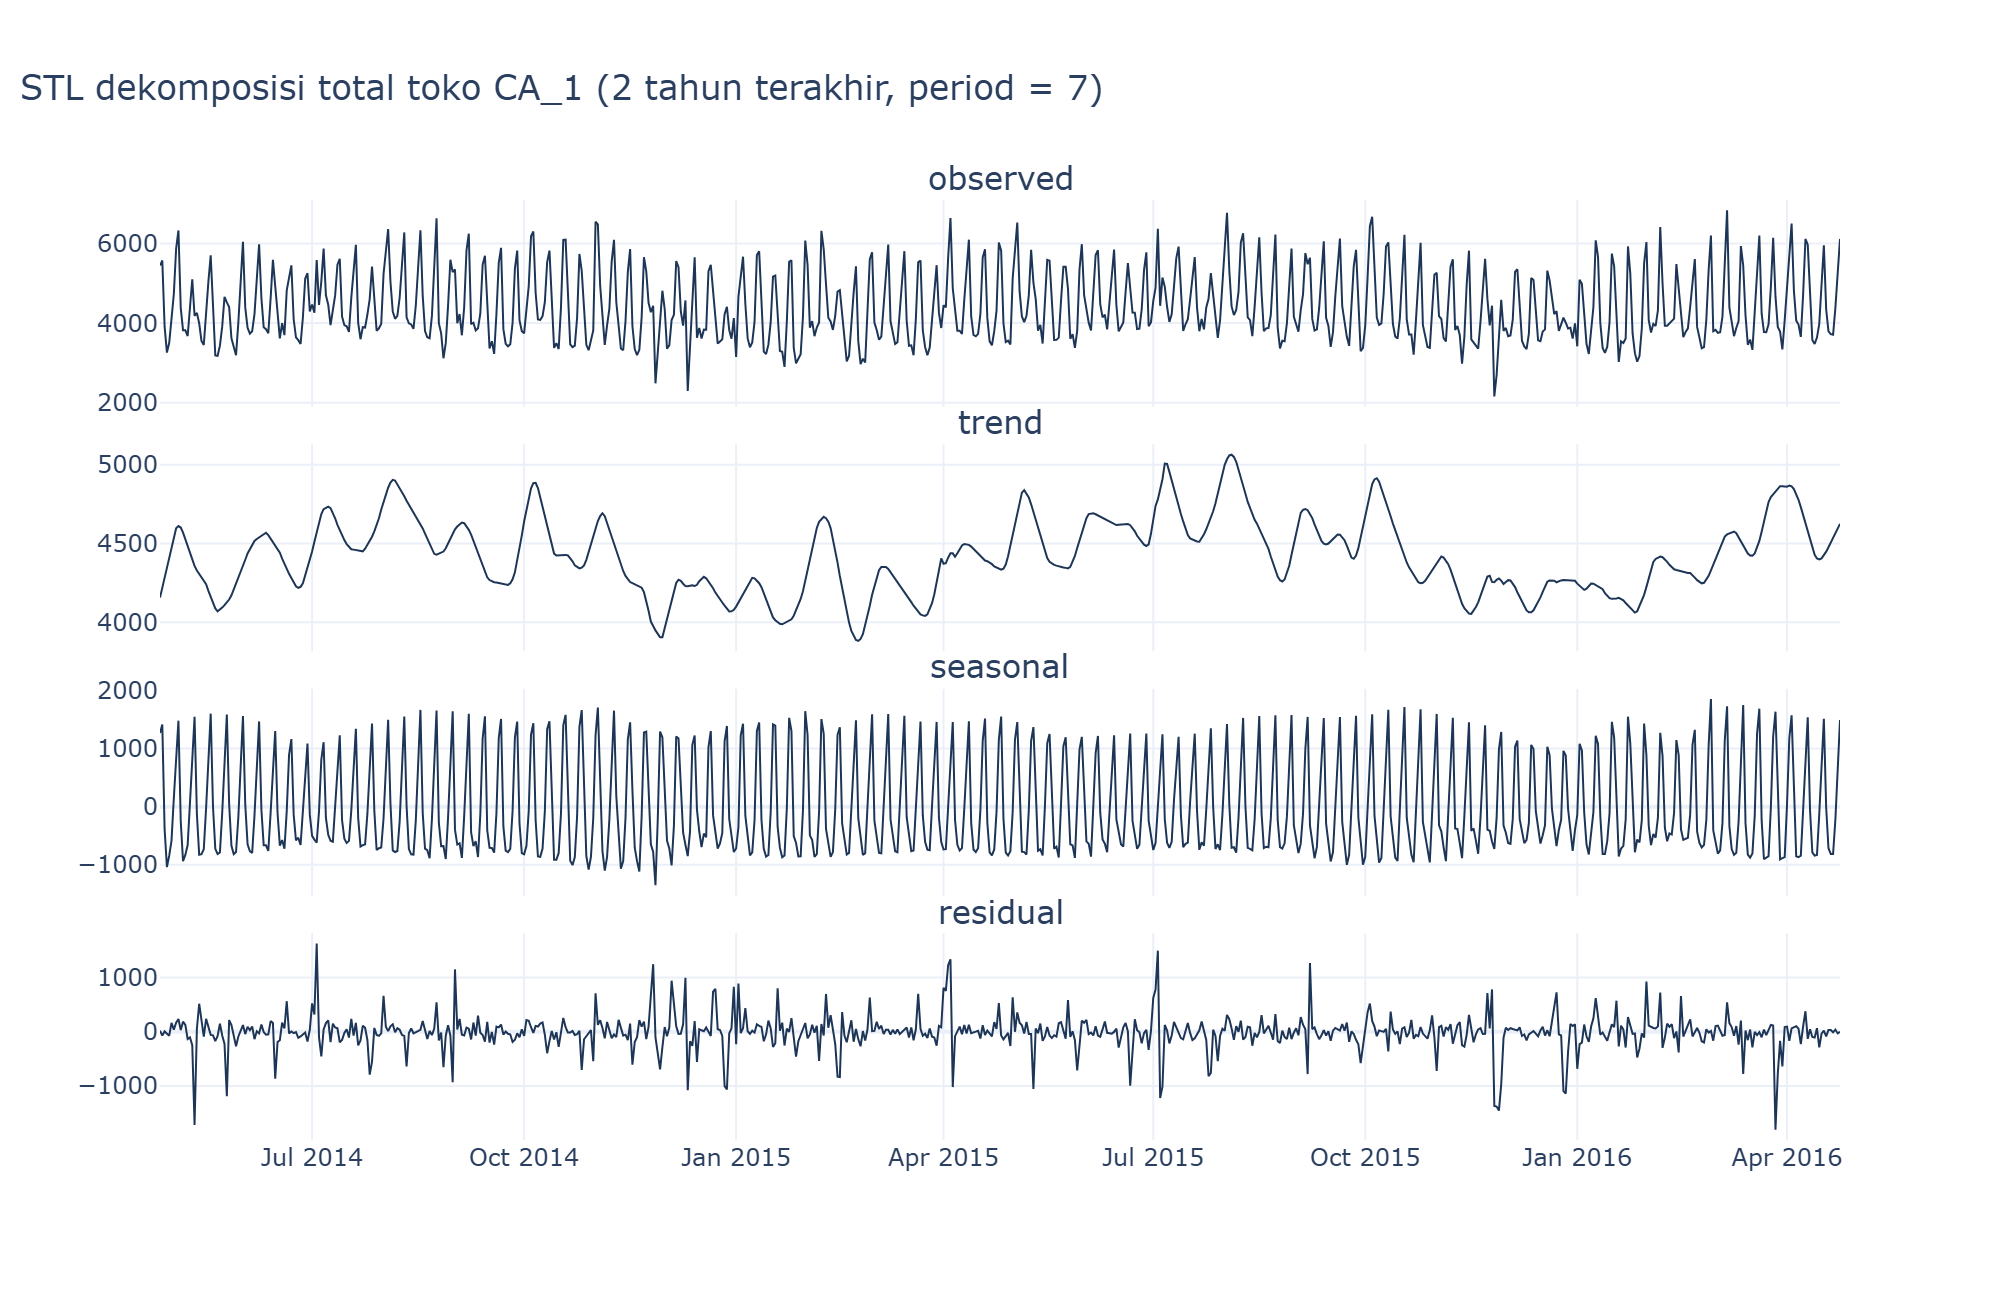 STL dekomposisi total toko CA_1 (2 tahun terakhir, period = 7)
observed
6000
4000
2000
trend
5000
4500
4000
seasonal
2000
1000
0
−1000
residual
1000
0
−1000
Jul 2014 Oct 2014 Jan 2015 Apr 2015 Jul 2015 Oct 2015 Jan 2016 Apr 2016